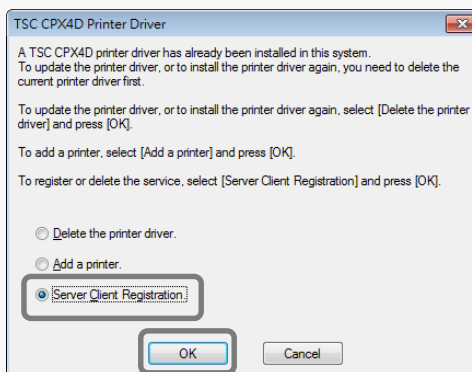 TSC CPX4D Printer Driver
A TSC CPX4D printer driver has already been installed in this system.
To update the printer driver, or to install the printer driver again, you need to delete the
current printer driver first.
To update the printer driver, or to install the printer driver again, select [Delete the printer
driver] and press [OK].
To add a printer, select [Add a printer] and press [OK].
To register or delete the service, select [Server Client Registration] and press [OK].
Delete the printer driver.
Add a printer.
Server Client Registration.
OK Cancel